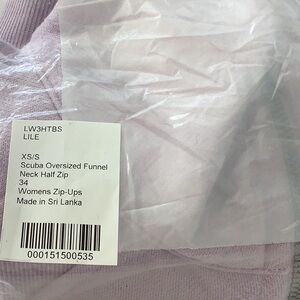 LW3HTBS
LILE
XS/S
Scuba Oversized Funnel
Neck Half Zip
34
Womens Zip-Ups
Made in Sri Lanka
000151500535